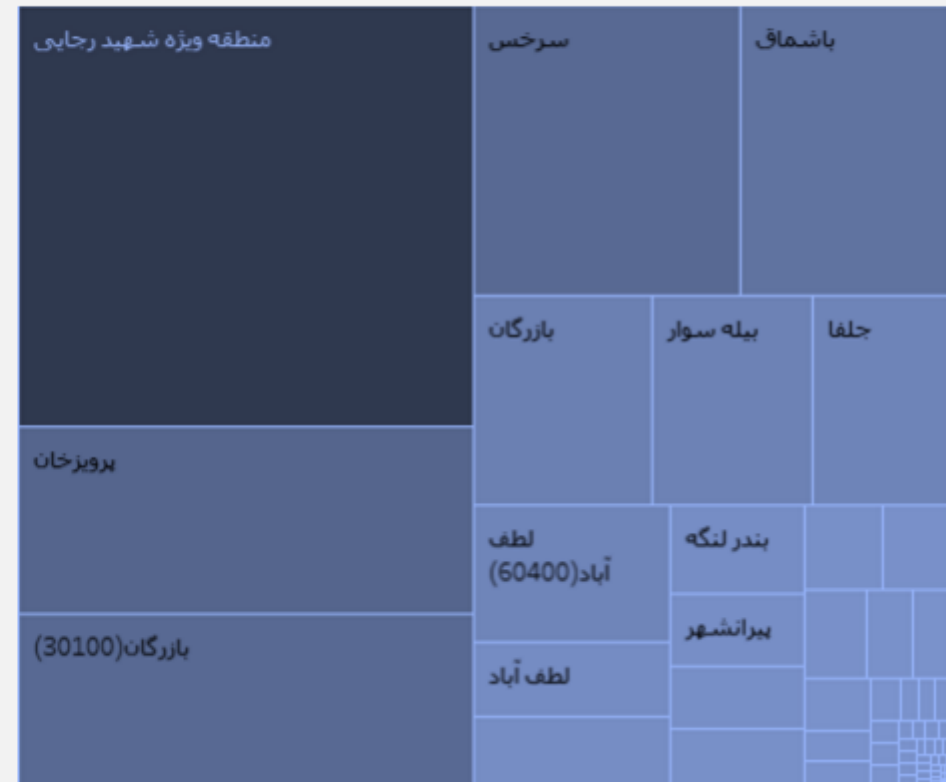 منطقه ویژه شهید رجایی
سرخس
باشماق
بازرگان
بیله سوار
جلفا
پرویزخان
لطف
آباد(60400)
بندر لنگه
پیرانشهر
بازرگان(30100)
لطف آباد